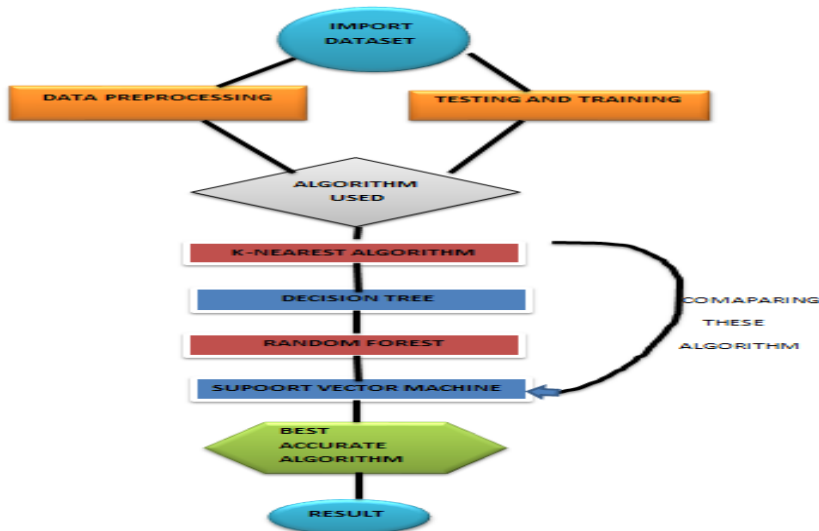 IMPORT
DATASET
DATA PREPROCESSING
TESTING AND TRAINING
ALGORITHM
USED
K-NEAREST ALGORITHM
DECISION TREE
RANDOM FOREST
SUPOORT VECTOR MACHINE
COMAPARING
THESE
ALGORITHM
BEST
ACCURATE
ALGORITHM
RESULT